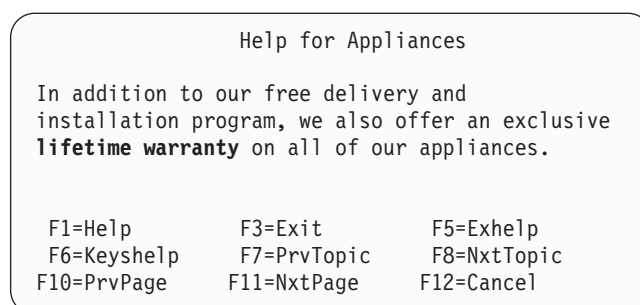 Help for Appliances
In addition to our free delivery and
installation program, we also offer an exclusive
lifetime warranty on all of our appliances.
F1=Help F3=Exit F5=Exhelp
F6=Keyshelp F7=PrvTopic F8=NxtTopic
F10=PrvPage F11=NxtPage F12=Cancel